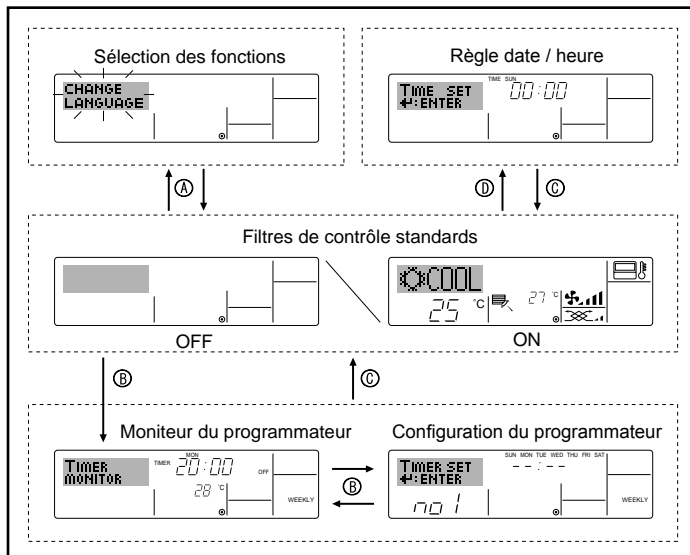 Sélection des fonctions
CHANGE
LANGUAGE
Règle date / heure
TIME SUN
TIME SET
↵:ENTER
00:00
Ⓐ
Ⓓ
Ⓒ
Filtres de contrôle standards
OFF
COOL
25 °C
27 °C
ON
Ⓑ
Ⓒ
Moniteur du programmateur
TIMER
MONITOR
MON
TIMER 20:00 OFF
28 °C
WEEKLY
Ⓑ
Configuration du programmateur
SUN MON TUE WED THU FRI SAT
TIMER SET
↵:ENTER
--:--
no 1
WEEKLY